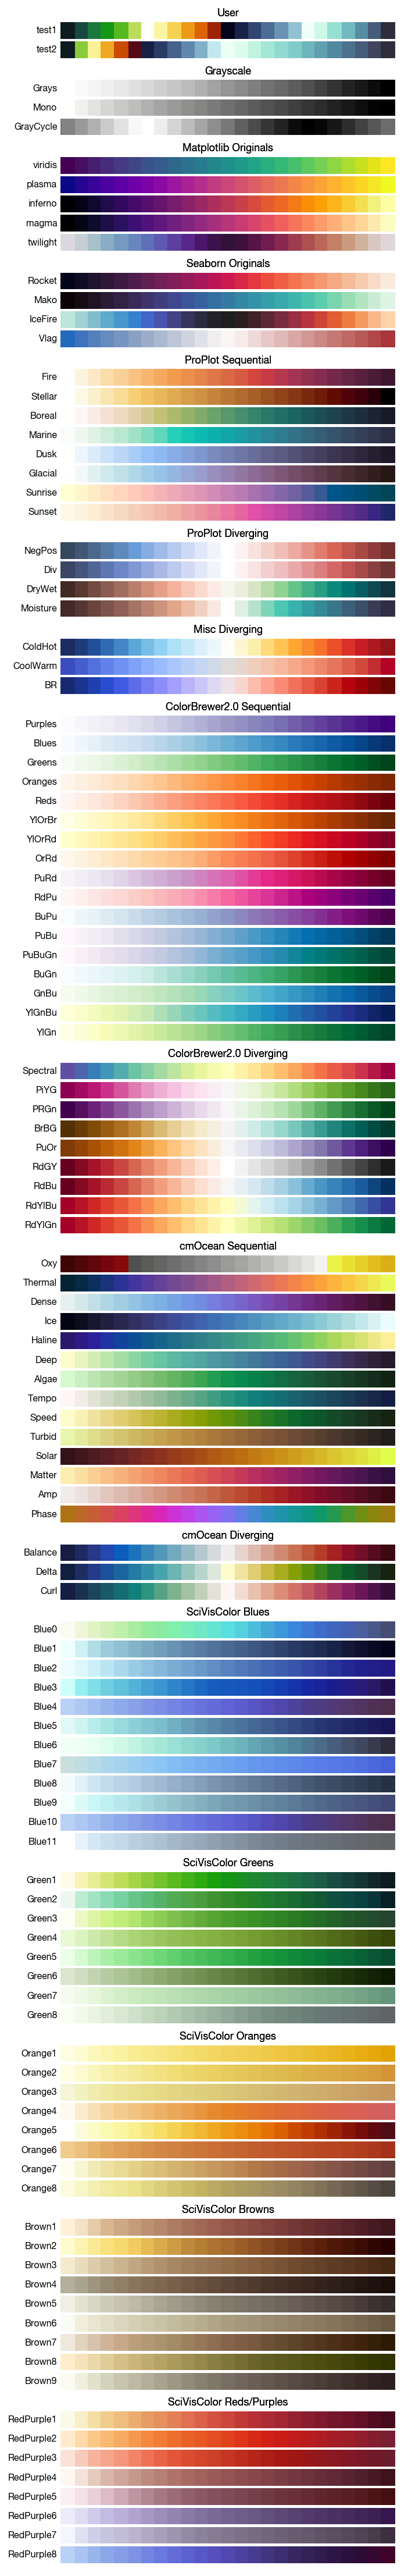 User
test1
test2
Grayscale
Grays
Mono
GrayCycle
Matplotlib Originals
viridis
plasma
inferno
magma
twilight
Seaborn Originals
Rocket
Mako
IceFire
Vlag
ProPlot Sequential
Fire
Stellar
Boreal
Marine
Dusk
Glacial
Sunrise
Sunset
ProPlot Diverging
NegPos
Div
DryWet
Moisture
Misc Diverging
ColdHot
CoolWarm
BR
ColorBrewer2.0 Sequential
Purples
Blues
Greens
Oranges
Reds
YlOrBr
YlOrRd
OrRd
PuRd
RdPu
BuPu
PuBu
PuBuGn
BuGn
GnBu
YlGnBu
YlGn
ColorBrewer2.0 Diverging
Spectral
PiYG
PRGn
BrBG
PuOr
RdGY
RdBu
RdYlBu
RdYlGn
cmOcean Sequential
Oxy
Thermal
Dense
Ice
Haline
Deep
Algae
Tempo
Speed
Turbid
Solar
Matter
Amp
Phase
cmOcean Diverging
Balance
Delta
Curl
SciVisColor Blues
Blue0
Blue1
Blue2
Blue3
Blue4
Blue5
Blue6
Blue7
Blue8
Blue9
Blue10
Blue11
SciVisColor Greens
Green1
Green2
Green3
Green4
Green5
Green6
Green7
Green8
SciVisColor Oranges
Orange1
Orange2
Orange3
Orange4
Orange5
Orange6
Orange7
Orange8
SciVisColor Browns
Brown1
Brown2
Brown3
Brown4
Brown5
Brown6
Brown7
Brown8
Brown9
SciVisColor Reds/Purples
RedPurple1
RedPurple2
RedPurple3
RedPurple4
RedPurple5
RedPurple6
RedPurple7
RedPurple8